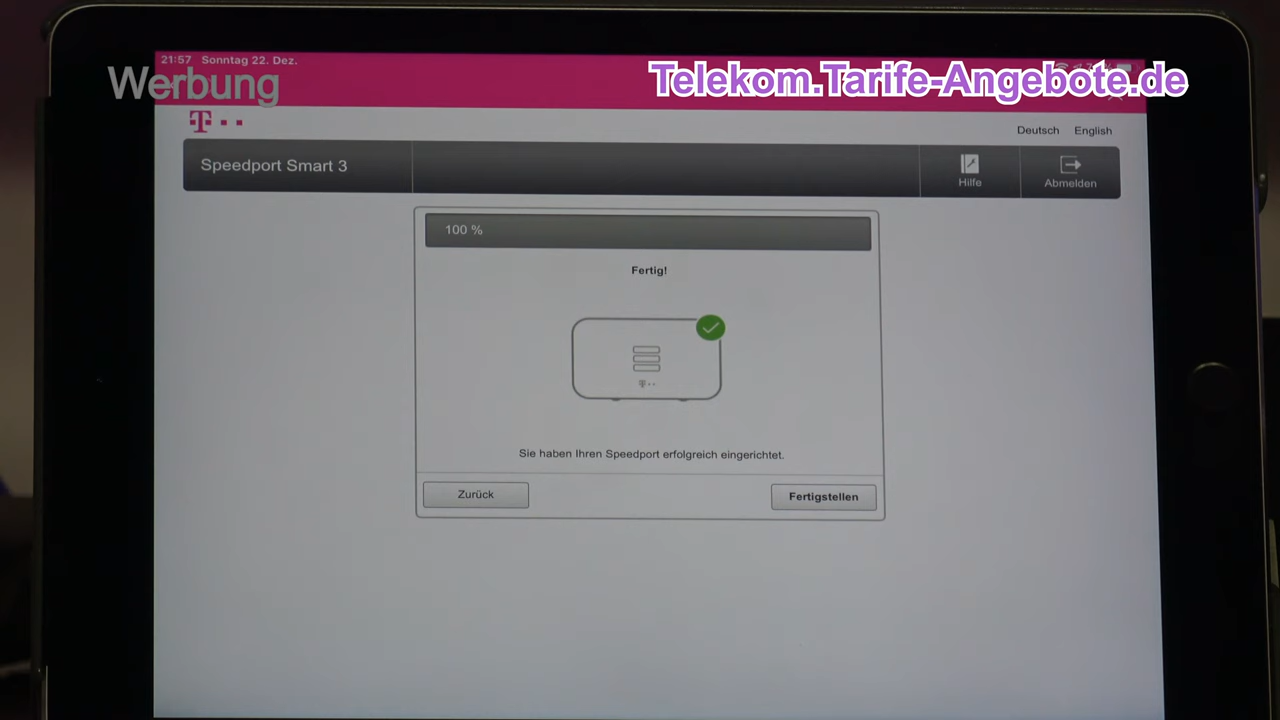 21:57 Sonntag 22. Dez.
Werbung
Telekom.Tarife-Angebote.de
T
Deutsch English
Speedport Smart 3
Hilfe
Abmelden
100 %
Fertig!
T
Sie haben Ihren Speedport erfolgreich eingerichtet.
Zurück
Fertigstellen